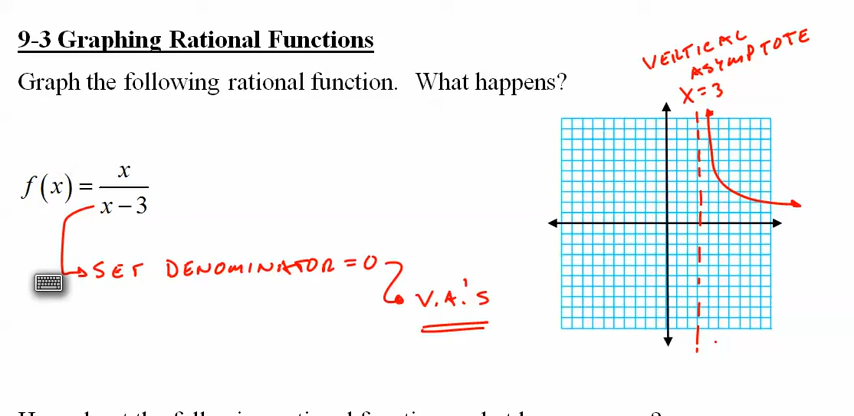 9-3 Graphing Rational Functions
Graph the following rational function. What happens?
VERTICAL
ASYMPTOTE
X=3
f(x) = x
x − 3
SET DENOMINATOR = 0
V.A.'S